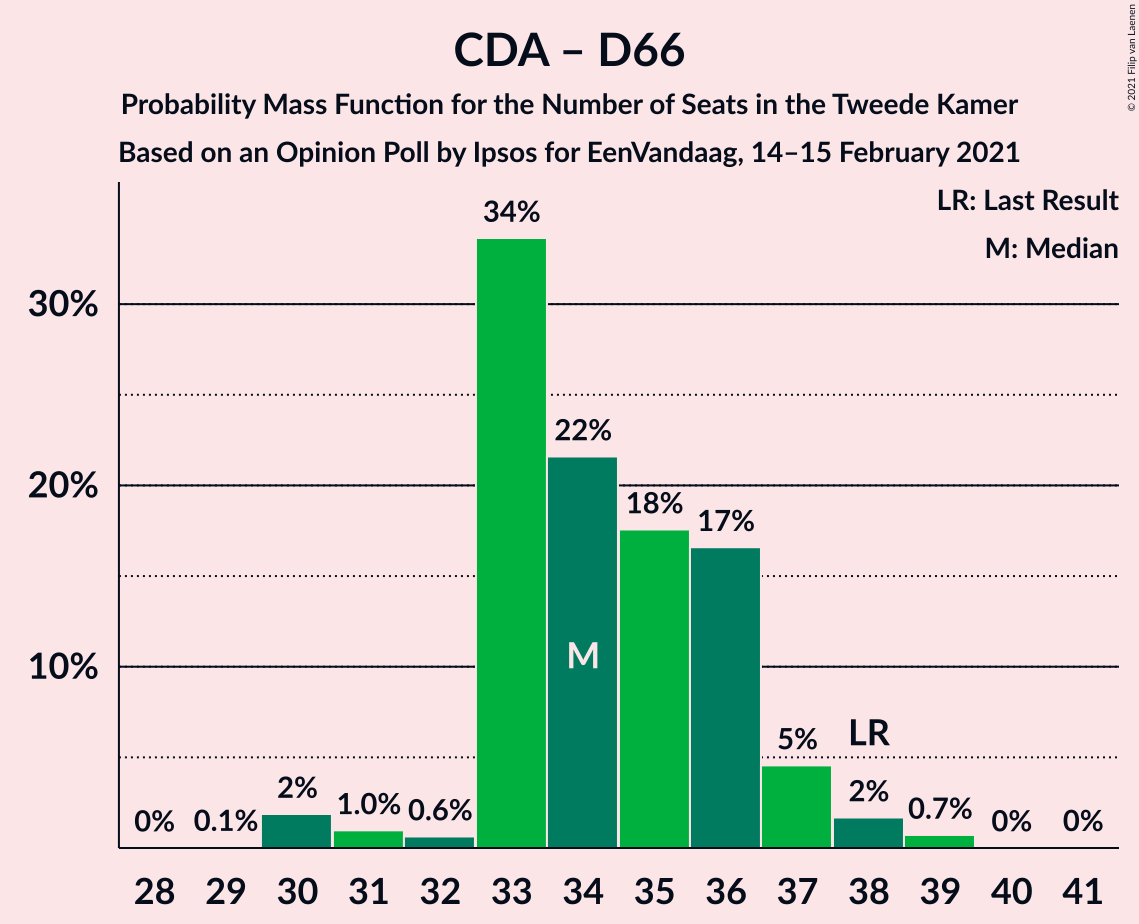 CDA – D66
Probability Mass Function for the Number of Seats in the Tweede Kamer
Based on an Opinion Poll by Ipsos for EenVandaag, 14–15 February 2021
© 2021 Filip van Laenen
LR: Last Result
M: Median
34%
30%
22%
20%
18%
17%
M
10%
LR
5%
2%
2%
1.0%
0.6%
0.7%
0%
0.1%
0%
0%
28 29 30 31 32 33 34 35 36 37 38 39 40 41